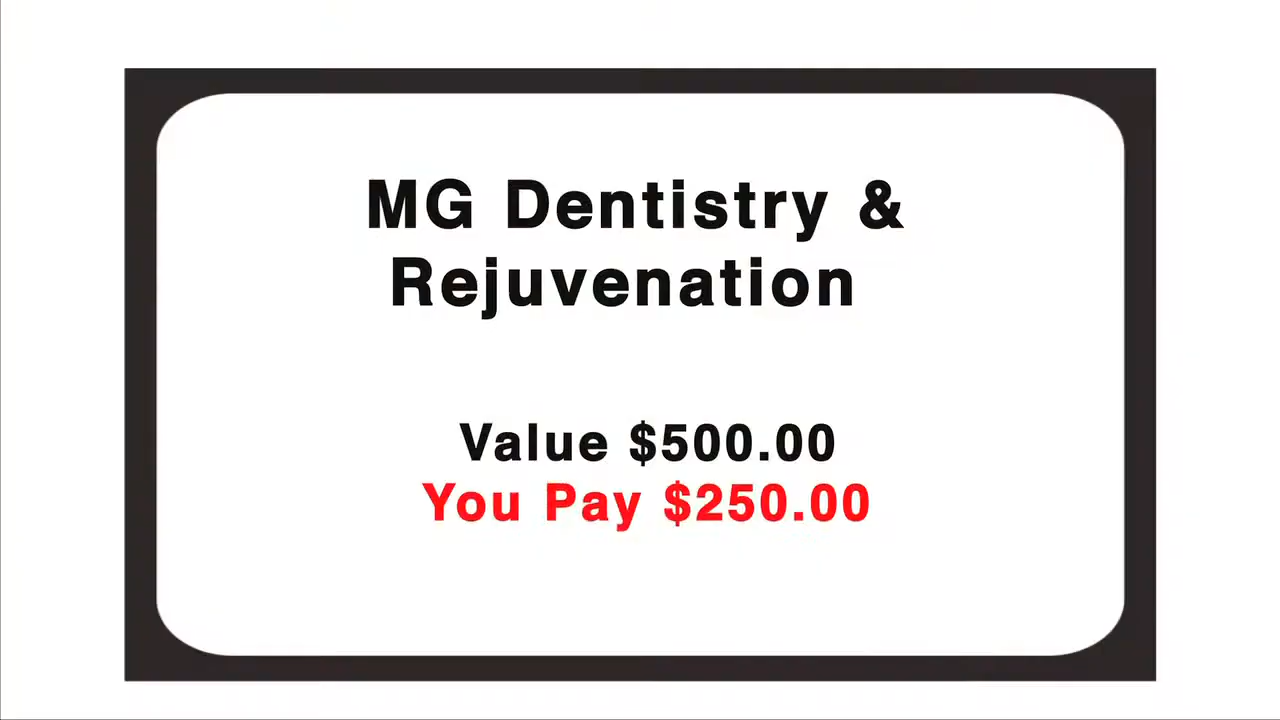 MG Dentistry &
Rejuvenation
Value $500.00
You Pay $250.00